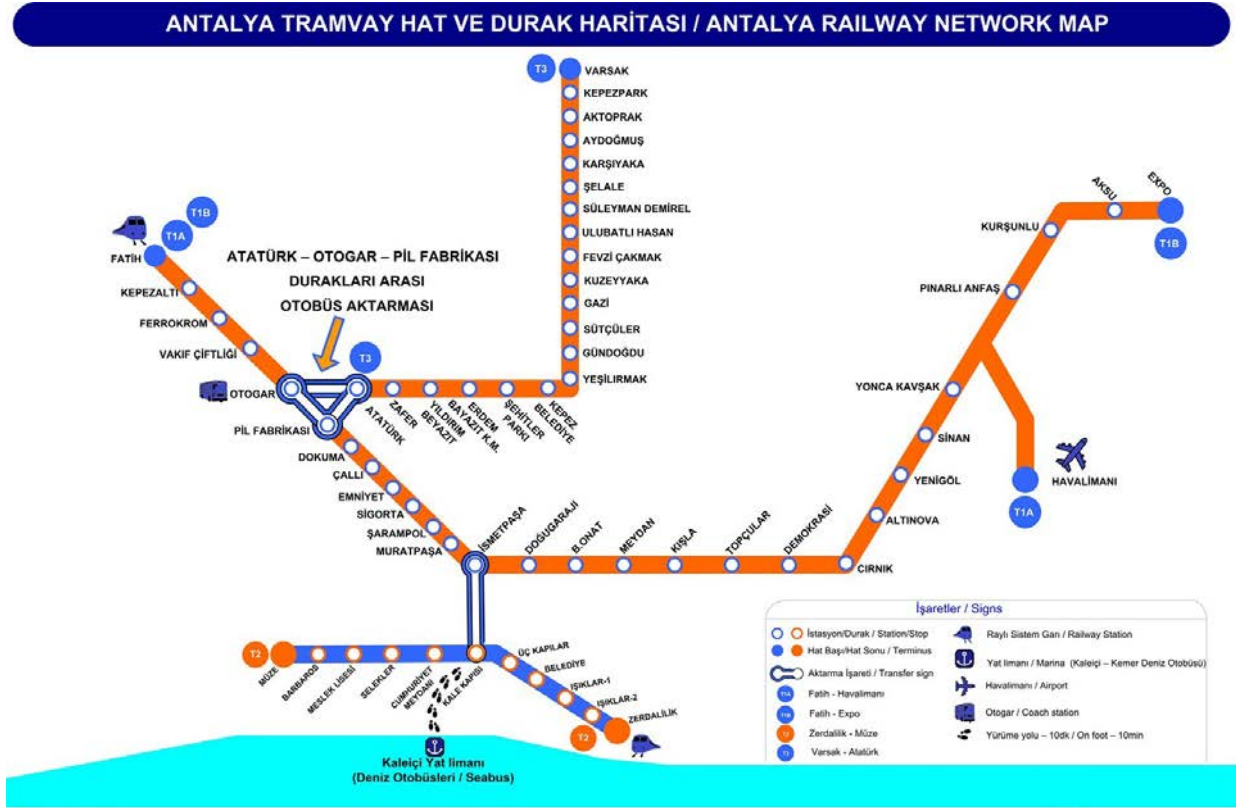 ANTALYA TRAMVAY HAT VE DURAK HARİTASI / ANTALYA RAILWAY NETWORK MAP
T3
VARSAK
KEPEZPARK
AKTOPRAK
AYDOĞMUŞ
KARŞIYAKA
ŞELALE
SÜLEYMAN DEMİREL
ULUBATLI HASAN
FEVZİ ÇAKMAK
KUZEYYAKA
GAZİ
SÜTÇÜLER
GÜNDOĞDU
YEŞİLIRMAK
KEPEZ
BELEDİYE
ŞEHİTLER
PARKI
ERDEM
BAYAZIT K.M.
YILDIRIM
BEYAZIT
ZAFER
ATATÜRK
T3
ATATÜRK – OTOGAR – PİL FABRİKASI
DURAKLARI ARASI
OTOBÜS AKTARMASI
T1B
T1A
FATİH
KEPEZALTI
FERROKROM
VAKIF ÇİFTLİĞİ
OTOGAR
PİL FABRİKASI
DOKUMA
ÇALLI
EMNİYET
SİGORTA
ŞARAMPOL
MURATPAŞA
İSMETPAŞA
DOĞUGARAJI
B.ONAT
MEYDAN
KIŞLA
TOPÇULAR
DEMOKRASİ
CIRNIK
ALTINOVA
YENİGÖL
SİNAN
YONCA KAVŞAK
PINARLI ANFAŞ
KURŞUNLU
AKSU
EXPO
T1B
HAVALİMANI
T1A
T2
MÜZE
BARBAROS
MESLEK LİSESİ
SELEKLER
CUMHURİYET
MEYDANI
KALE KAPISI
ÜÇ KAPILAR
BELEDİYE
IŞIKLAR-1
IŞIKLAR-2
ZERDALİLİK
T2
Kaleiçi Yat limanı
(Deniz Otobüsleri / Seabus)
İşaretler / Signs
İstasyon/Durak / Station/Stop
Hat Başı/Hat Sonu / Terminus
Aktarma İşareti / Transfer sign
T1A
Fatih - Havalimanı
T1B
Fatih - Expo
T2
Zerdalilik - Müze
T3
Varsak - Atatürk
Raylı Sistem Garı / Railway Station
Yat limanı / Marina (Kaleiçi – Kemer Deniz Otobüsü)
Havalimanı / Airport
Otogar / Coach station
Yürüme yolu – 10dk / On foot – 10min